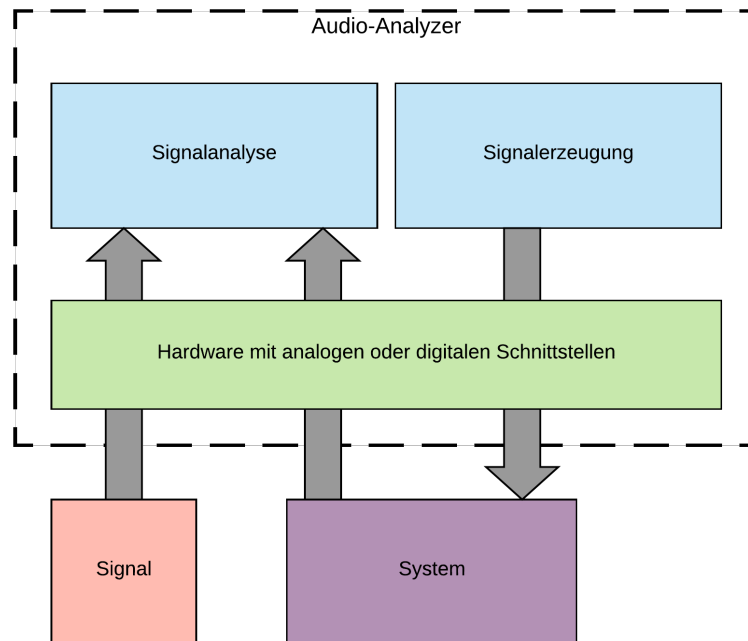 Audio-Analyzer
Signalanalyse
Signalerzeugung
Hardware mit analogen oder digitalen Schnittstellen
Signal
System